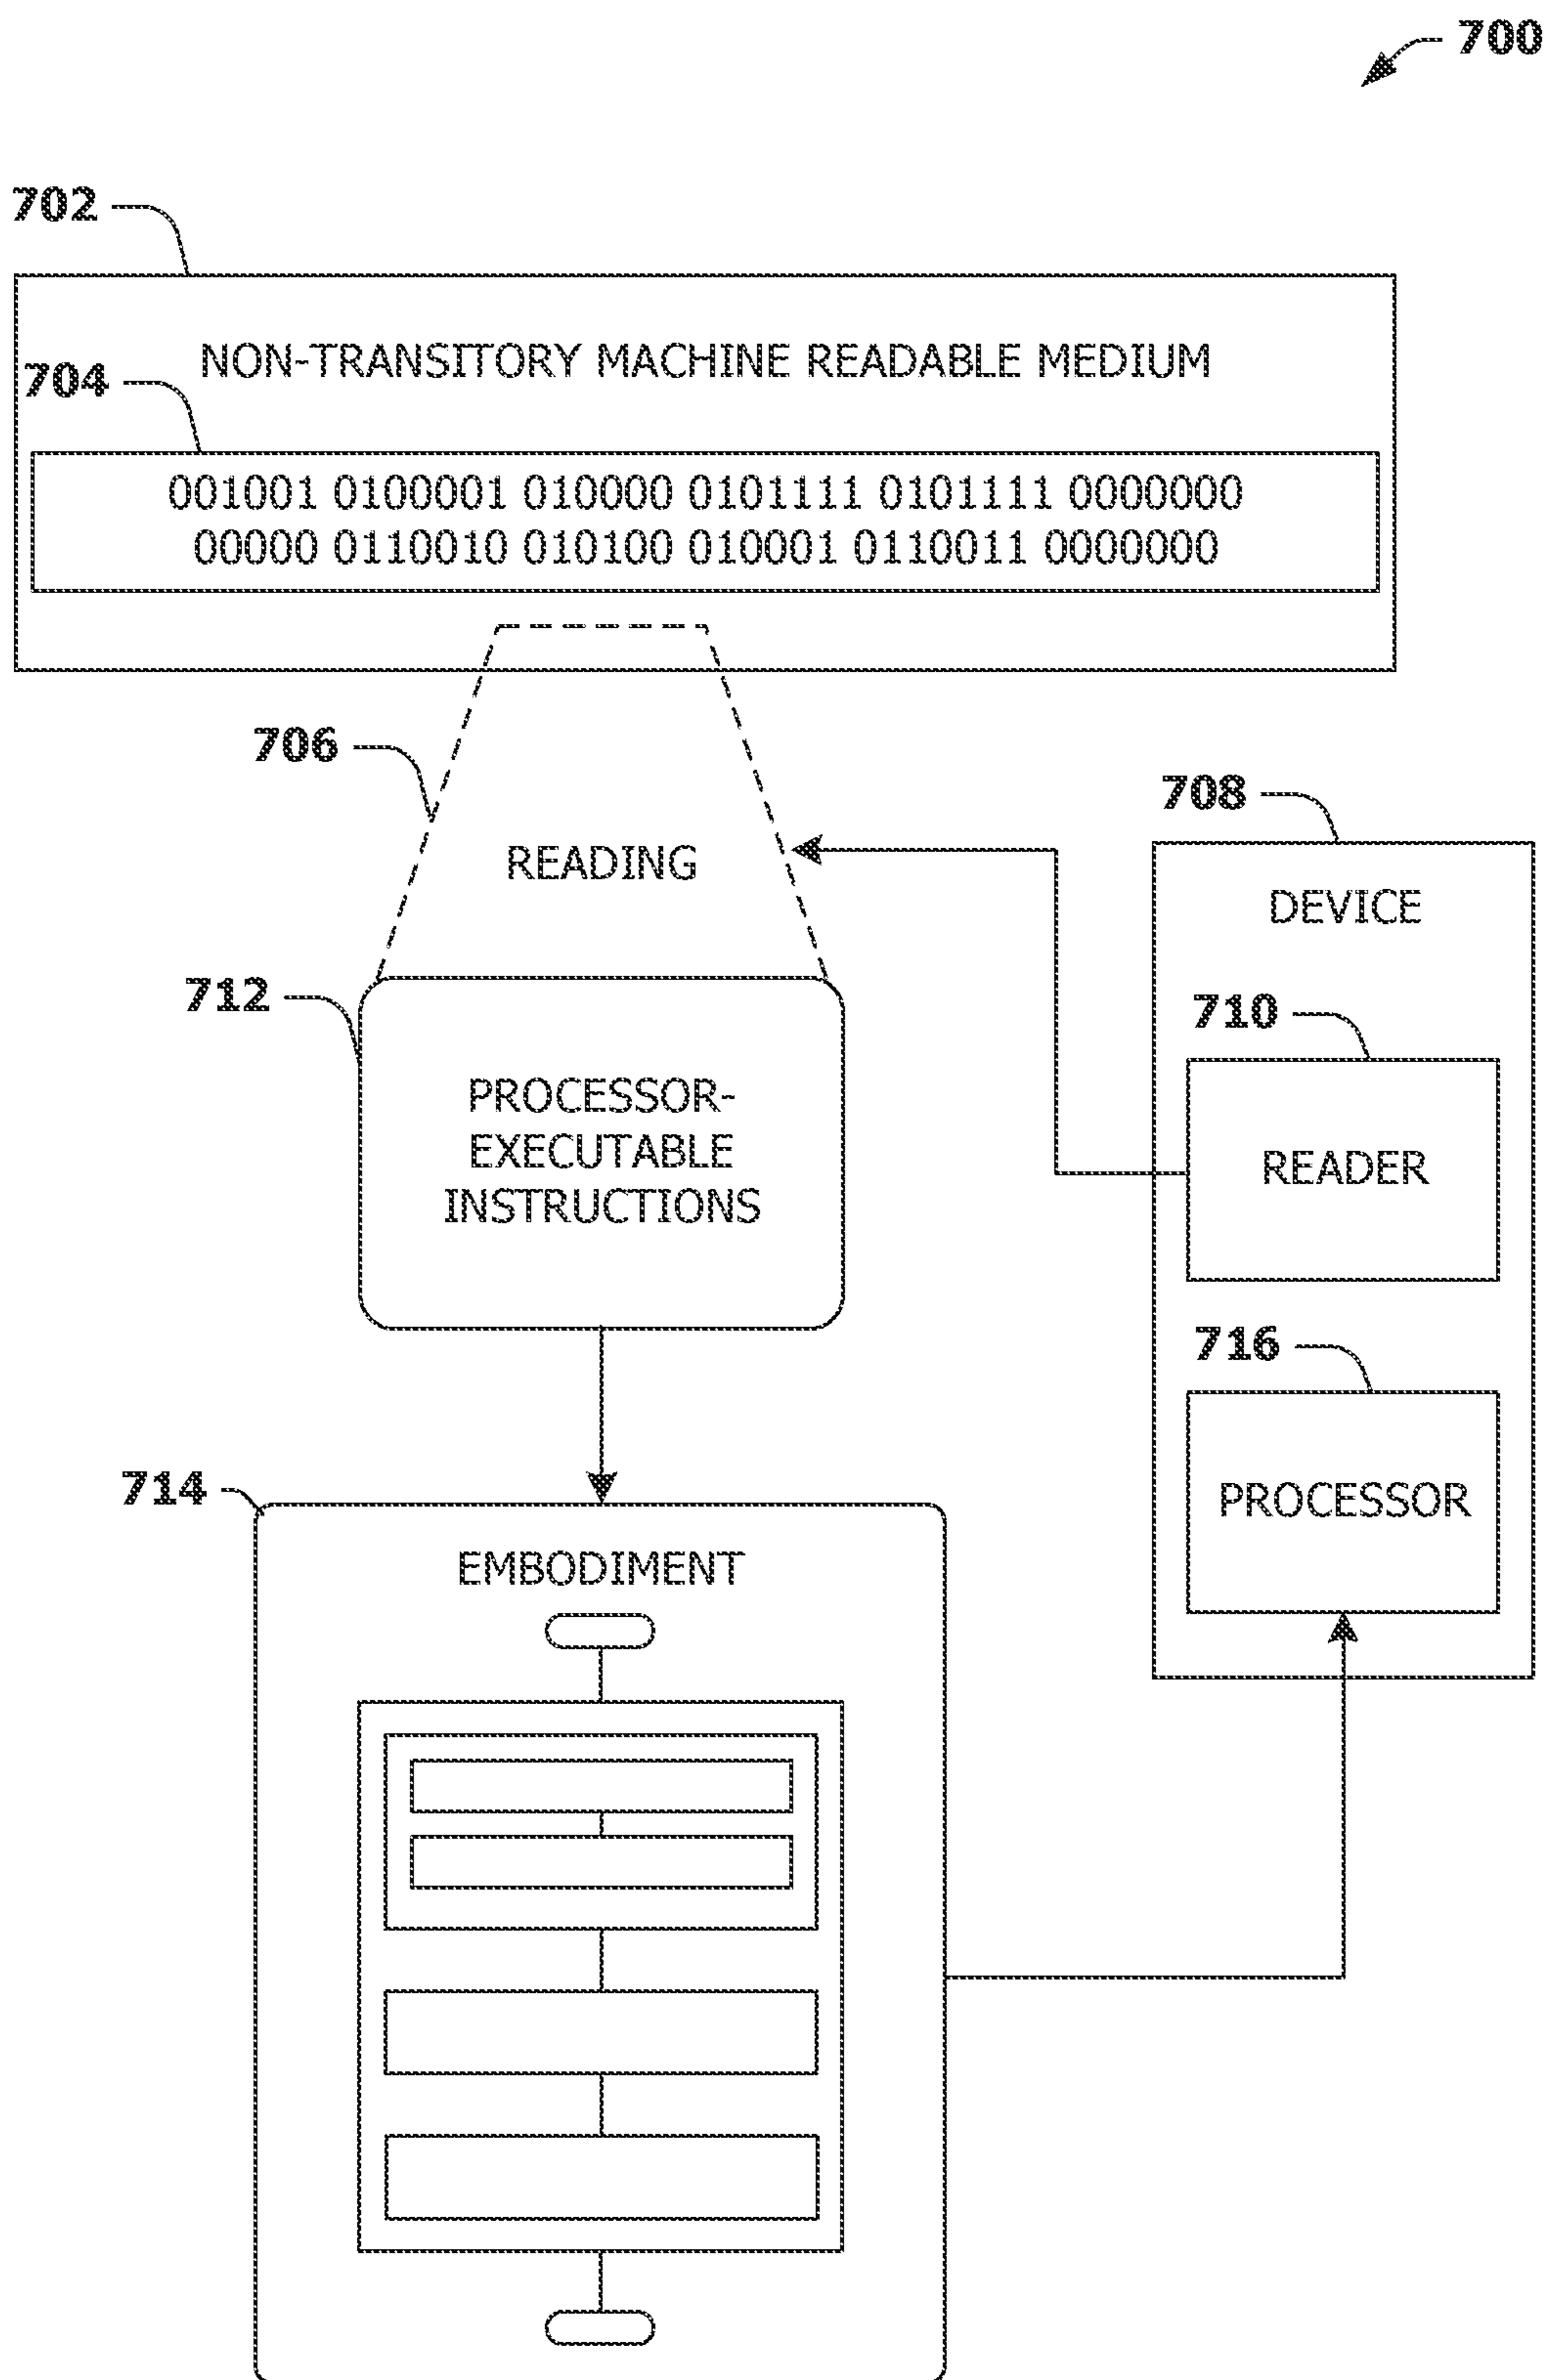 700
702
NON-TRANSITORY MACHINE READABLE MEDIUM
704
001001 0100001 010000 0101111 0101111 0000000
00000 0110010 010100 010001 0110011 0000000
706
READING
708
DEVICE
710
READER
712
PROCESSOR-
EXECUTABLE
INSTRUCTIONS
716
PROCESSOR
714
EMBODIMENT